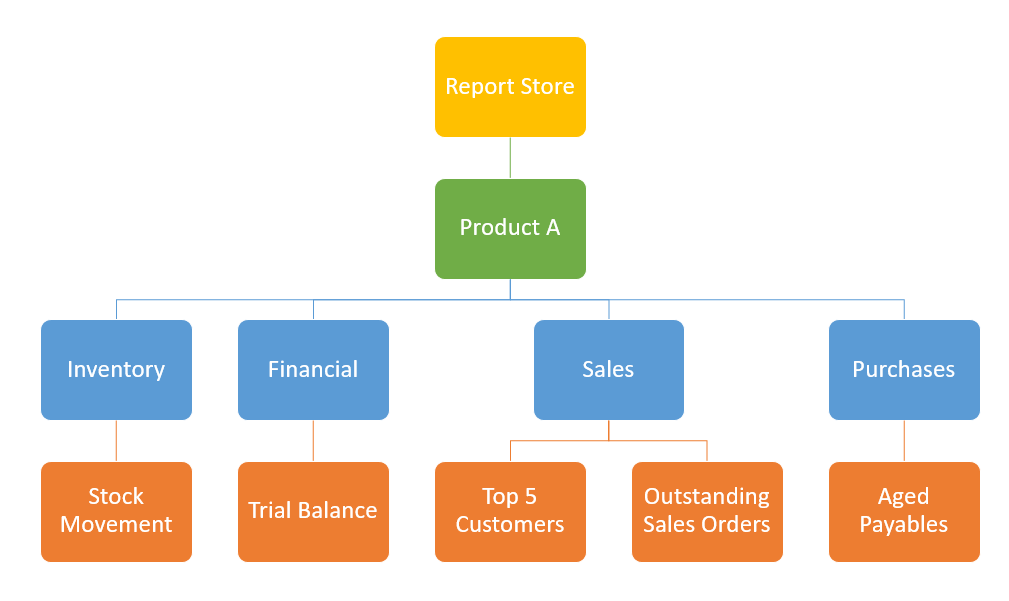 Report Store
Product A
Inventory
Financial
Sales
Purchases
Stock
Movement
Trial Balance
Top 5
Customers
Outstanding
Sales Orders
Aged
Payables